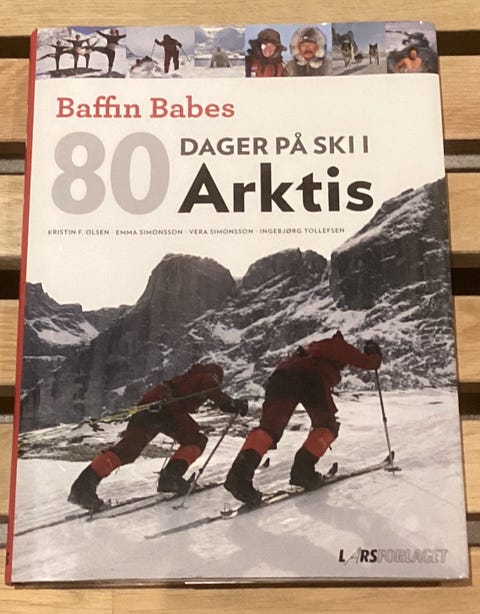 Baffin Babes
80 DAGER PÅ SKI I
Arktis
KRISTIN F. OLSEN · EMMA SIMONSSON · VERA SIMONSSON · INGEBJØRG TOLLEFSEN
LARSFORLAGET